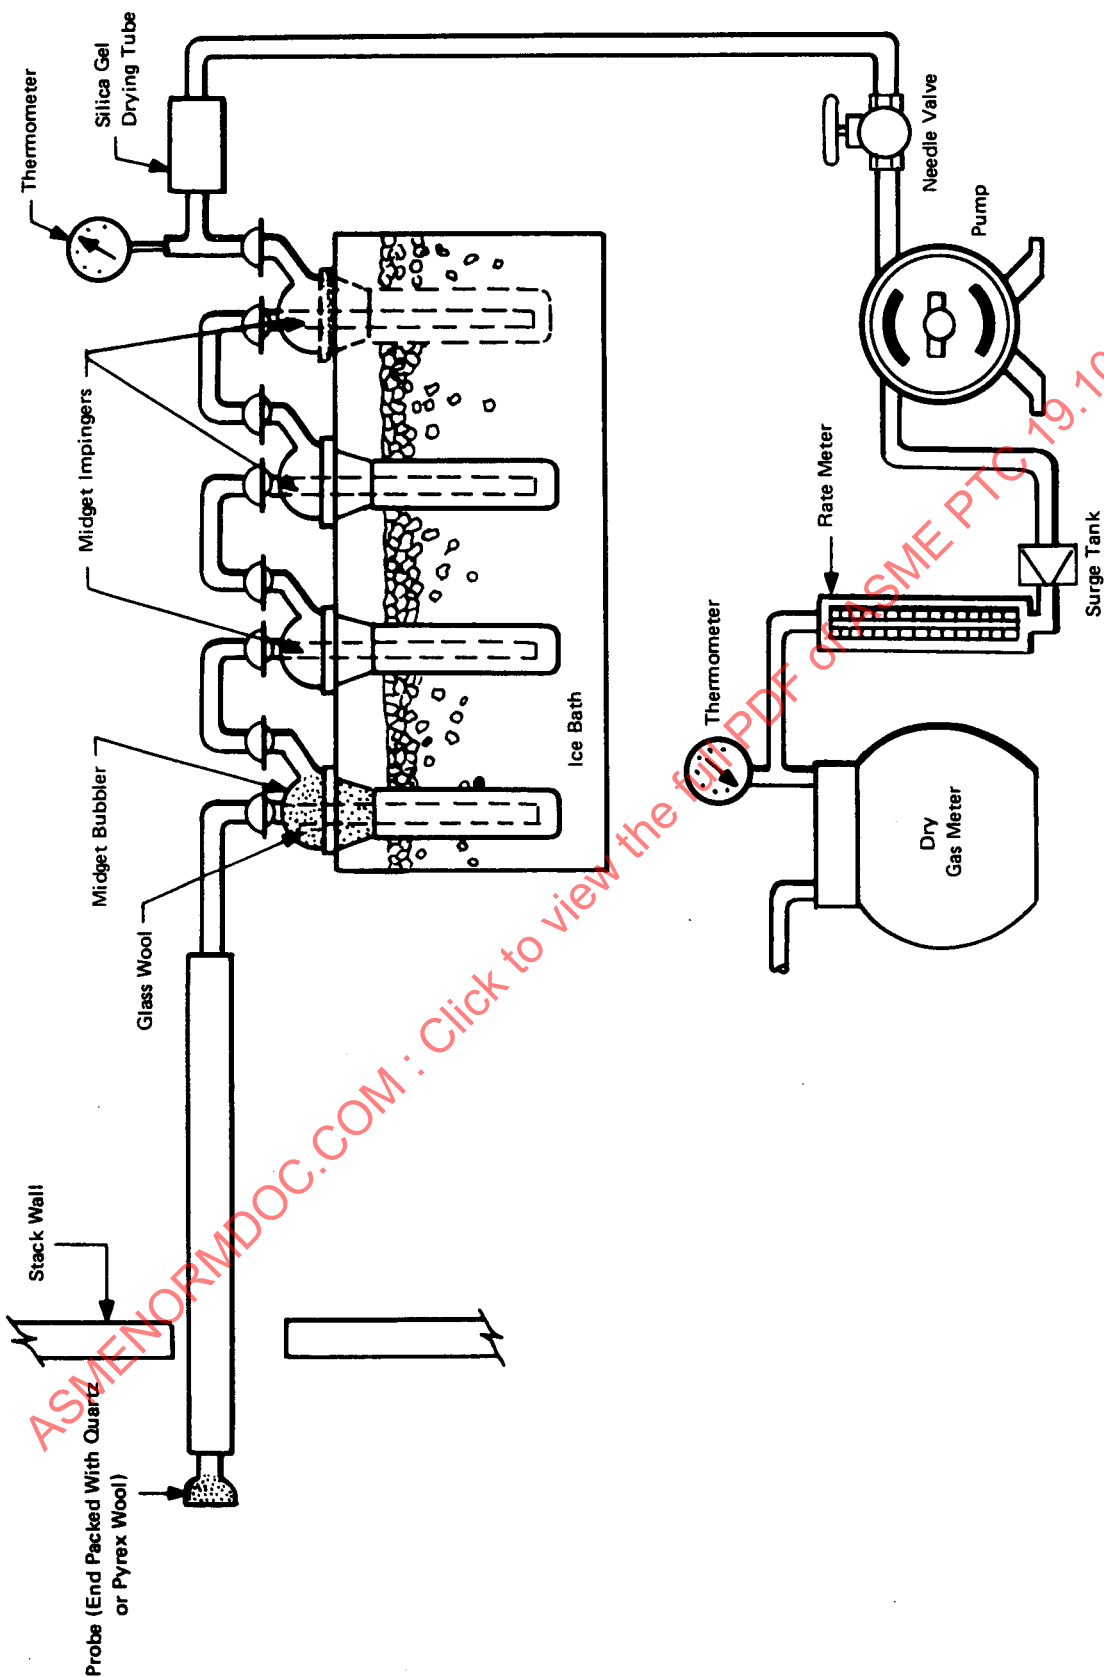 Probe (End Packed With Quartz
or Pyrex Wool)
Stack Wall
Glass Wool
Midget Bubbler
Midget Impingers
Thermometer
Silica Gel
Drying Tube
Ice Bath
Thermometer
Rate Meter
Dry
Gas Meter
Surge Tank
Pump
Needle Valve
ASMENORMDOC.COM : Click to view the full PDF of ASME PTC 19.10